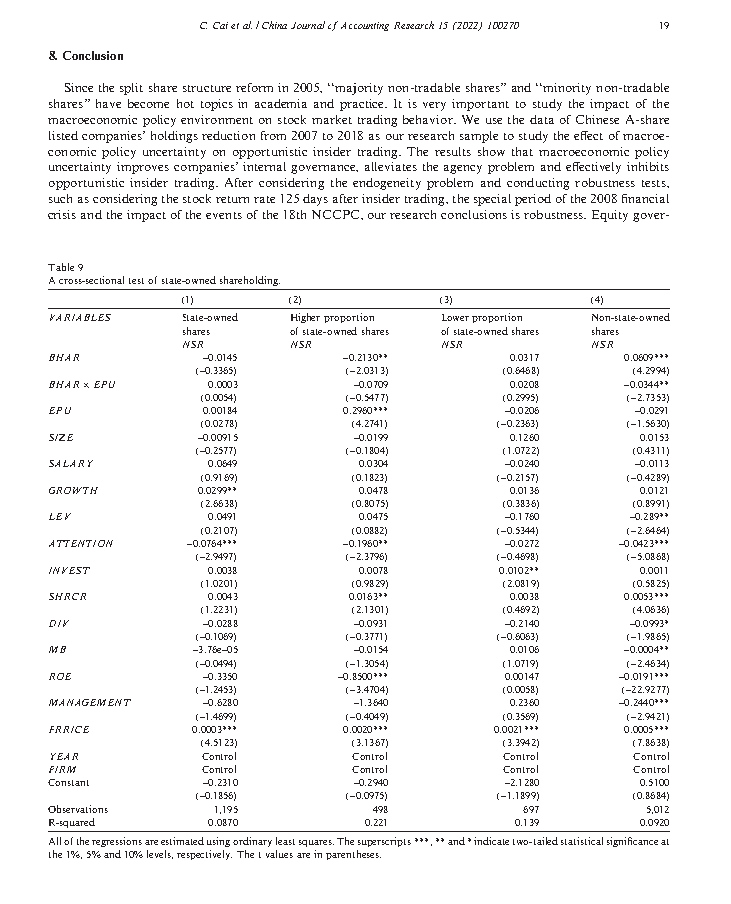 C. Cai et al. / China Journal of Accounting Research 15 (2022) 100270 19
8. Conclusion
Since the split share structure reform in 2005, “majority non-tradable shares” and “minority non-tradable
shares” have become hot topics in academia and practice. It is very important to study the impact of the
macroeconomic policy environment on stock market trading behavior. We use the data of Chinese A-share
listed companies’ holdings reduction from 2007 to 2018 as our research sample to study the effect of macroe-
conomic policy uncertainty on opportunistic insider trading. The results show that macroeconomic policy
uncertainty improves companies’ internal governance, alleviates the agency problem and effectively inhibits
opportunistic insider trading. After considering the endogeneity problem and conducting robustness tests,
such as considering the stock return rate 125 days after insider trading, the special period of the 2008 financial
crisis and the impact of the events of the 18th NCCPC, our research conclusions is robustness. Equity gover-
Table 9
A cross-sectional test of state-owned shareholding.
(1) (2) (3) (4)
VARIABLES State-owned Higher proportion Lower proportion Non-state-owned
shares of state-owned shares of state-owned shares shares
NSR NSR NSR NSR
BHAR –0.0145 –0.2130** 0.0317 0.0609***
(–0.3365) (–2.0313) (0.6468) (4.2994)
BHAR × EPU 0.0003 –0.0709 0.0208 –0.0344**
(0.0054) (–0.5477) (0.2995) (–2.7353)
EPU 0.00184 0.2960*** –0.0206 –0.0291
(0.0278) (4.2741) (–0.2363) (–1.5630)
SIZE –0.00915 –0.0199 0.1260 0.0153
(–0.2577) (–0.1804) (1.0722) (0.4311)
SALARY 0.0649 0.0304 –0.0240 –0.0113
(0.9169) (0.1823) (–0.2157) (–0.4289)
GROWTH 0.0299** 0.0478 0.0136 0.0121
(2.6638) (0.8075) (0.3836) (0.8991)
LEV 0.0491 0.0475 –0.1760 –0.289**
(0.2107) (0.0882) (–0.5344) (–2.6464)
ATTENTION –0.0764*** –0.1960** –0.0272 –0.0423***
(–2.9497) (–2.3796) (–0.4698) (–5.0868)
INVEST 0.0038 0.0078 0.0102** 0.0011
(1.0201) (0.9829) (2.0819) (0.5825)
SHRCR 0.0043 0.0163** 0.0038 0.0053***
(1.2231) (2.1301) (0.4692) (4.0636)
DIV –0.0288 –0.0931 –0.2140 –0.0993*
(–0.1069) (–0.3771) (–0.6063) (–1.9865)
MB –3.76e–05 –0.0154 0.0106 –0.0004**
(–0.0494) (–1.3054) (1.0719) (–2.4634)
ROE –0.3350 –0.8500*** 0.00147 –0.0191***
(–1.2453) (–3.4704) (0.0058) (–22.9277)
MANAGEMENT –0.6280 –1.3640 0.2360 –0.2440***
(–1.4699) (–0.4049) (0.3569) (–2.9421)
FRRICE 0.0003*** 0.0020*** 0.0021*** 0.0005***
(4.5123) (3.1367) (3.3942) (7.8638)
YEAR Control Control Control Control
FIRM Control Control Control Control
Constant –0.2310 –0.2940 –2.1280 0.5100
(–0.1856) (–0.0975) (–1.1899) (0.8684)
Observations 1,195 498 697 5,012
R-squared 0.0870 0.221 0.139 0.0920
All of the regressions are estimated using ordinary least squares. The superscripts ***, ** and * indicate two-tailed statistical significance at
the 1%, 5% and 10% levels, respectively. The t values are in parentheses.